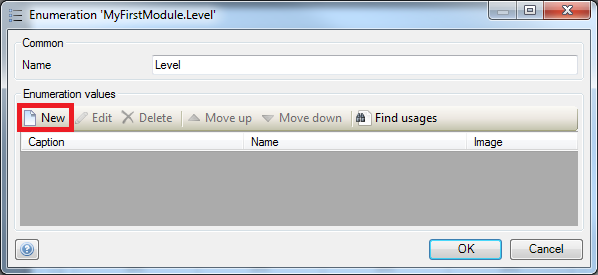 Enumeration 'MyFirstModule.Level'
Common
Name Level
Enumeration values
New Edit Delete Move up Move down Find usages
Caption Name Image
? OK Cancel